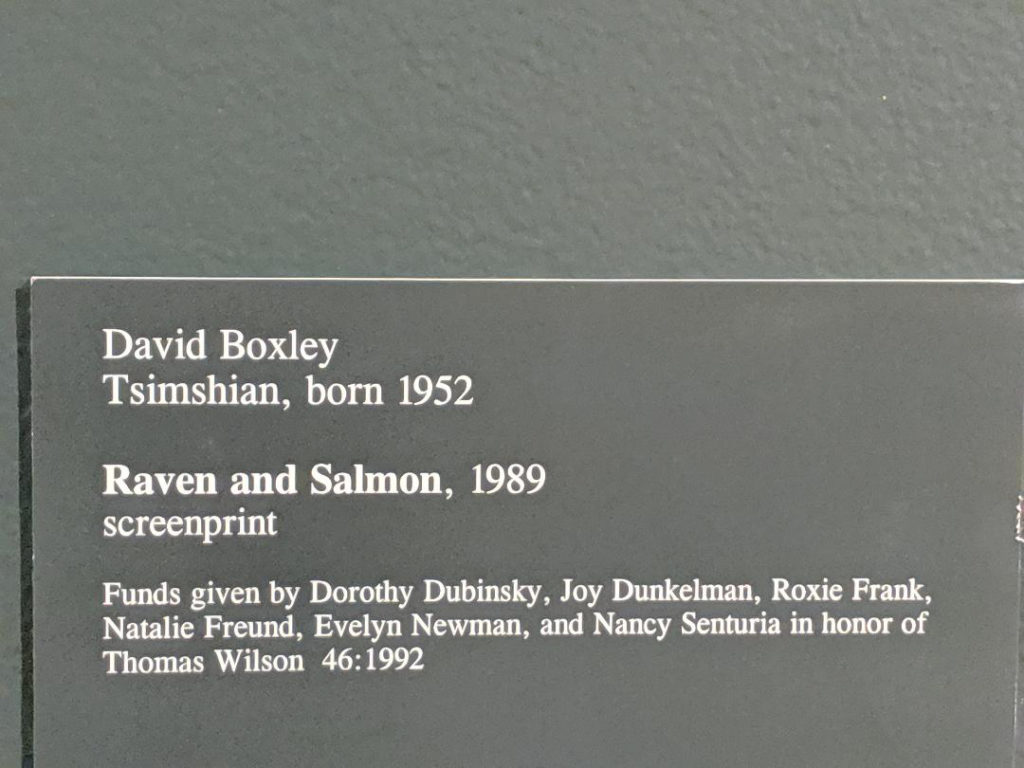 David Boxley
Tsimshian, born 1952
Raven and Salmon, 1989
screenprint
Funds given by Dorothy Dubinsky, Joy Dunkelman, Roxie Frank,
Natalie Freund, Evelyn Newman, and Nancy Senturia in honor of
Thomas Wilson  46:1992